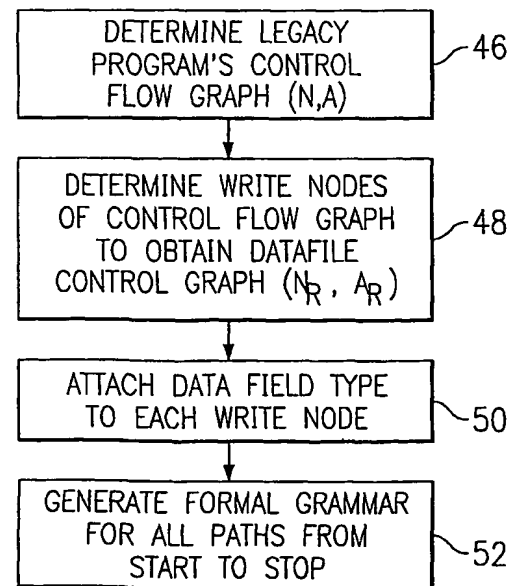 DETERMINE LEGACY
PROGRAM'S CONTROL
FLOW GRAPH (N,A)
46
DETERMINE WRITE NODES
OF CONTROL FLOW GRAPH
TO OBTAIN DATAFILE
CONTROL GRAPH (NR , AR)
48
ATTACH DATA FIELD TYPE
TO EACH WRITE NODE
50
GENERATE FORMAL GRAMMAR
FOR ALL PATHS FROM
START TO STOP
52